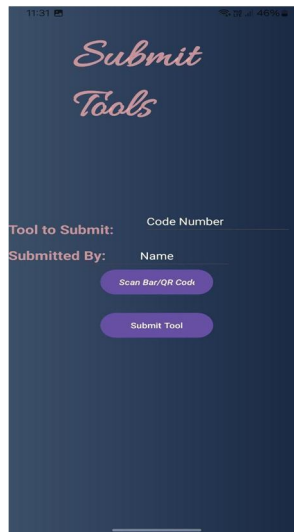 11:31
46%
Submit
Tools
Tool to Submit: Code Number
Submitted By: Name
Scan Bar/QR Code
Submit Tool